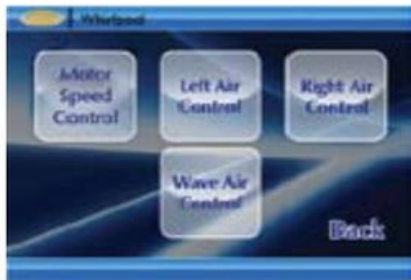 Whirlpool
Motor
Speed
Control
Left Air
Control
Right Air
Control
Wave Air
Control
Back